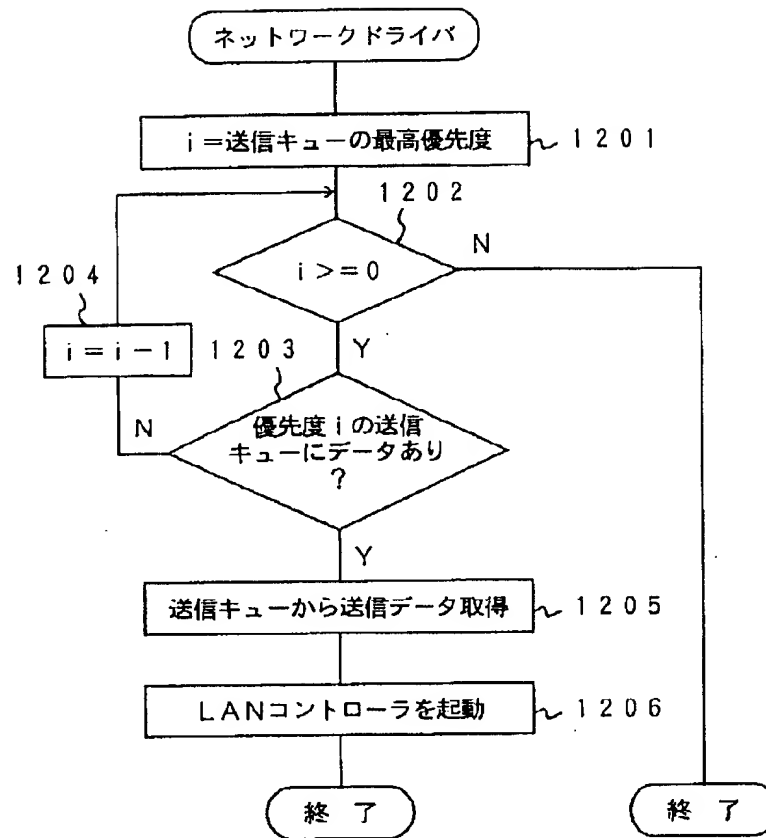 ネットワークドライバ
i=送信キューの最高優先度
1201
1202
i>=0
N
1204
i=i-1
1203
Y
N
優先度iの送信
キューにデータあり
?
Y
送信キューから送信データ取得
1205
LANコントローラを起動
1206
終了
終了